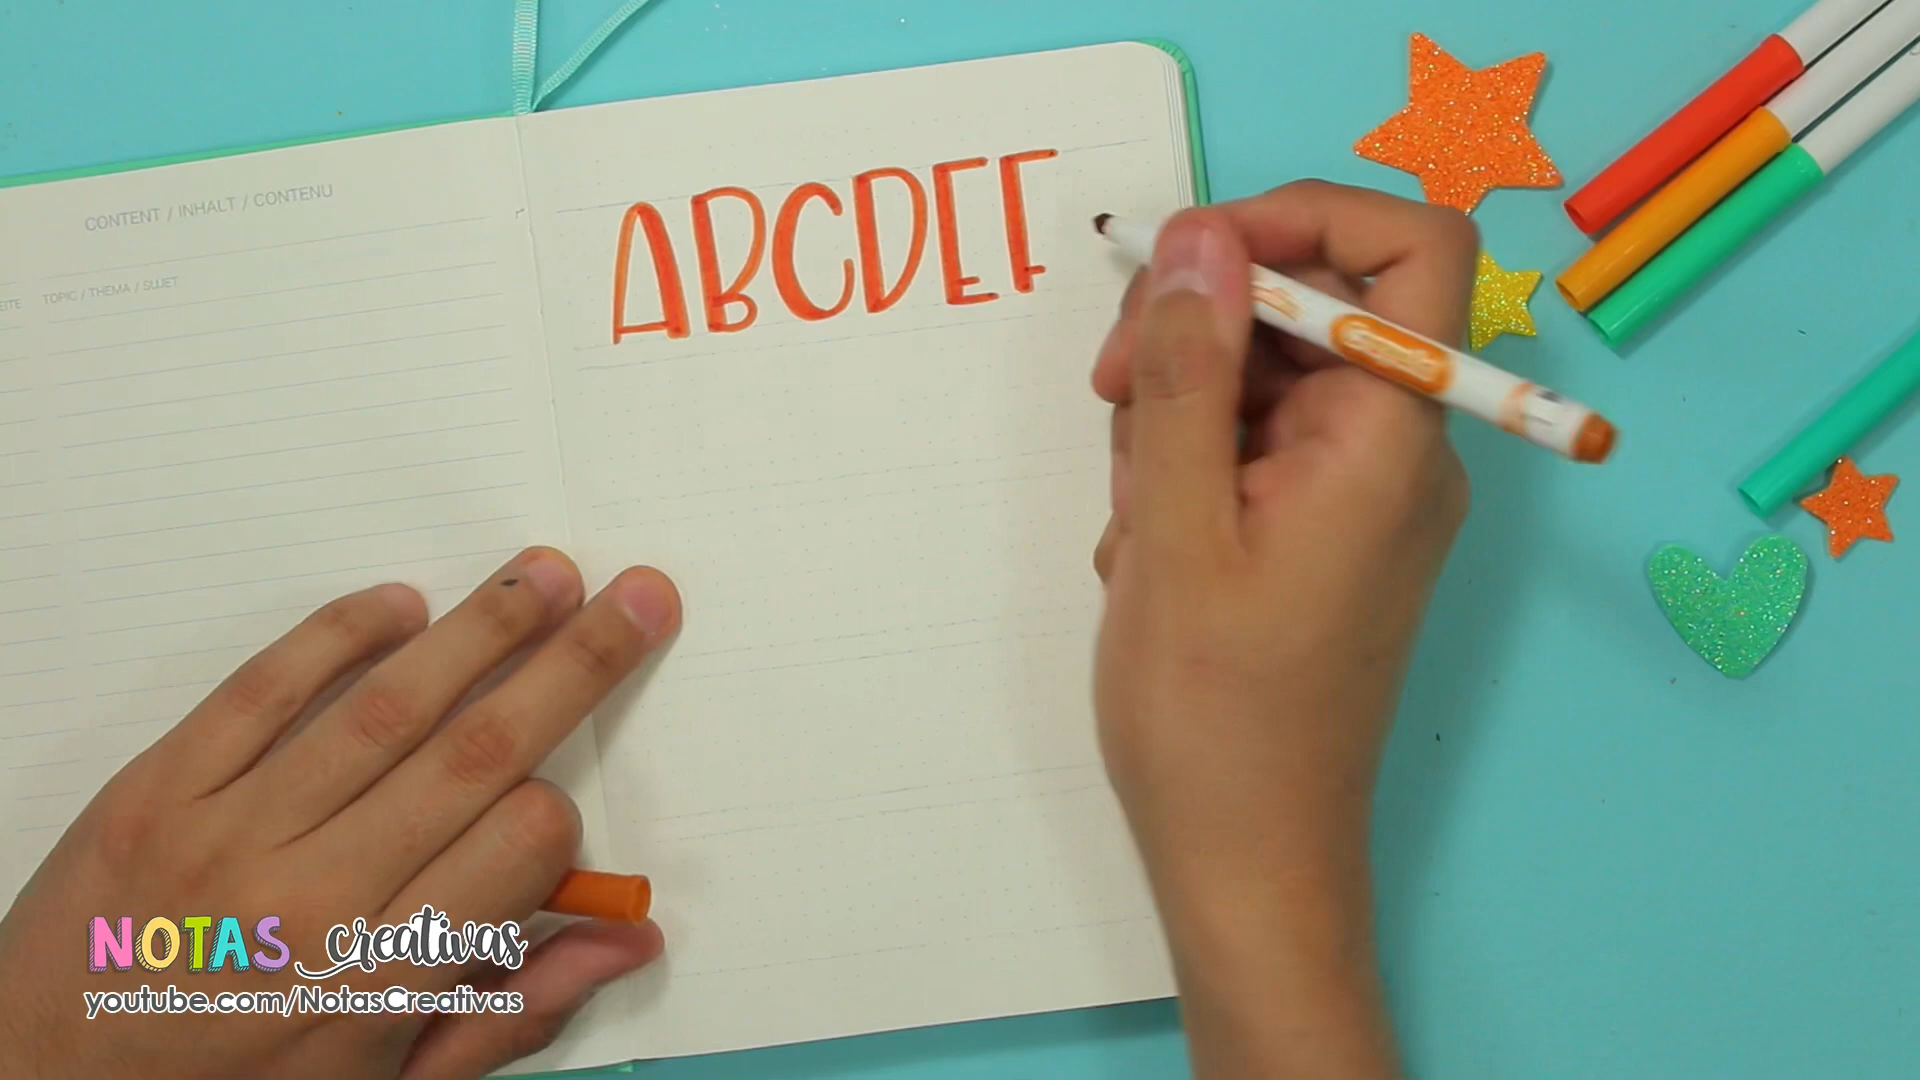 CONTENT / INHALT / CONTENU
TOPIC / THEMA / SUJET
ABCDEF
NOTAS creativas
youtube.com/NotasCreativas